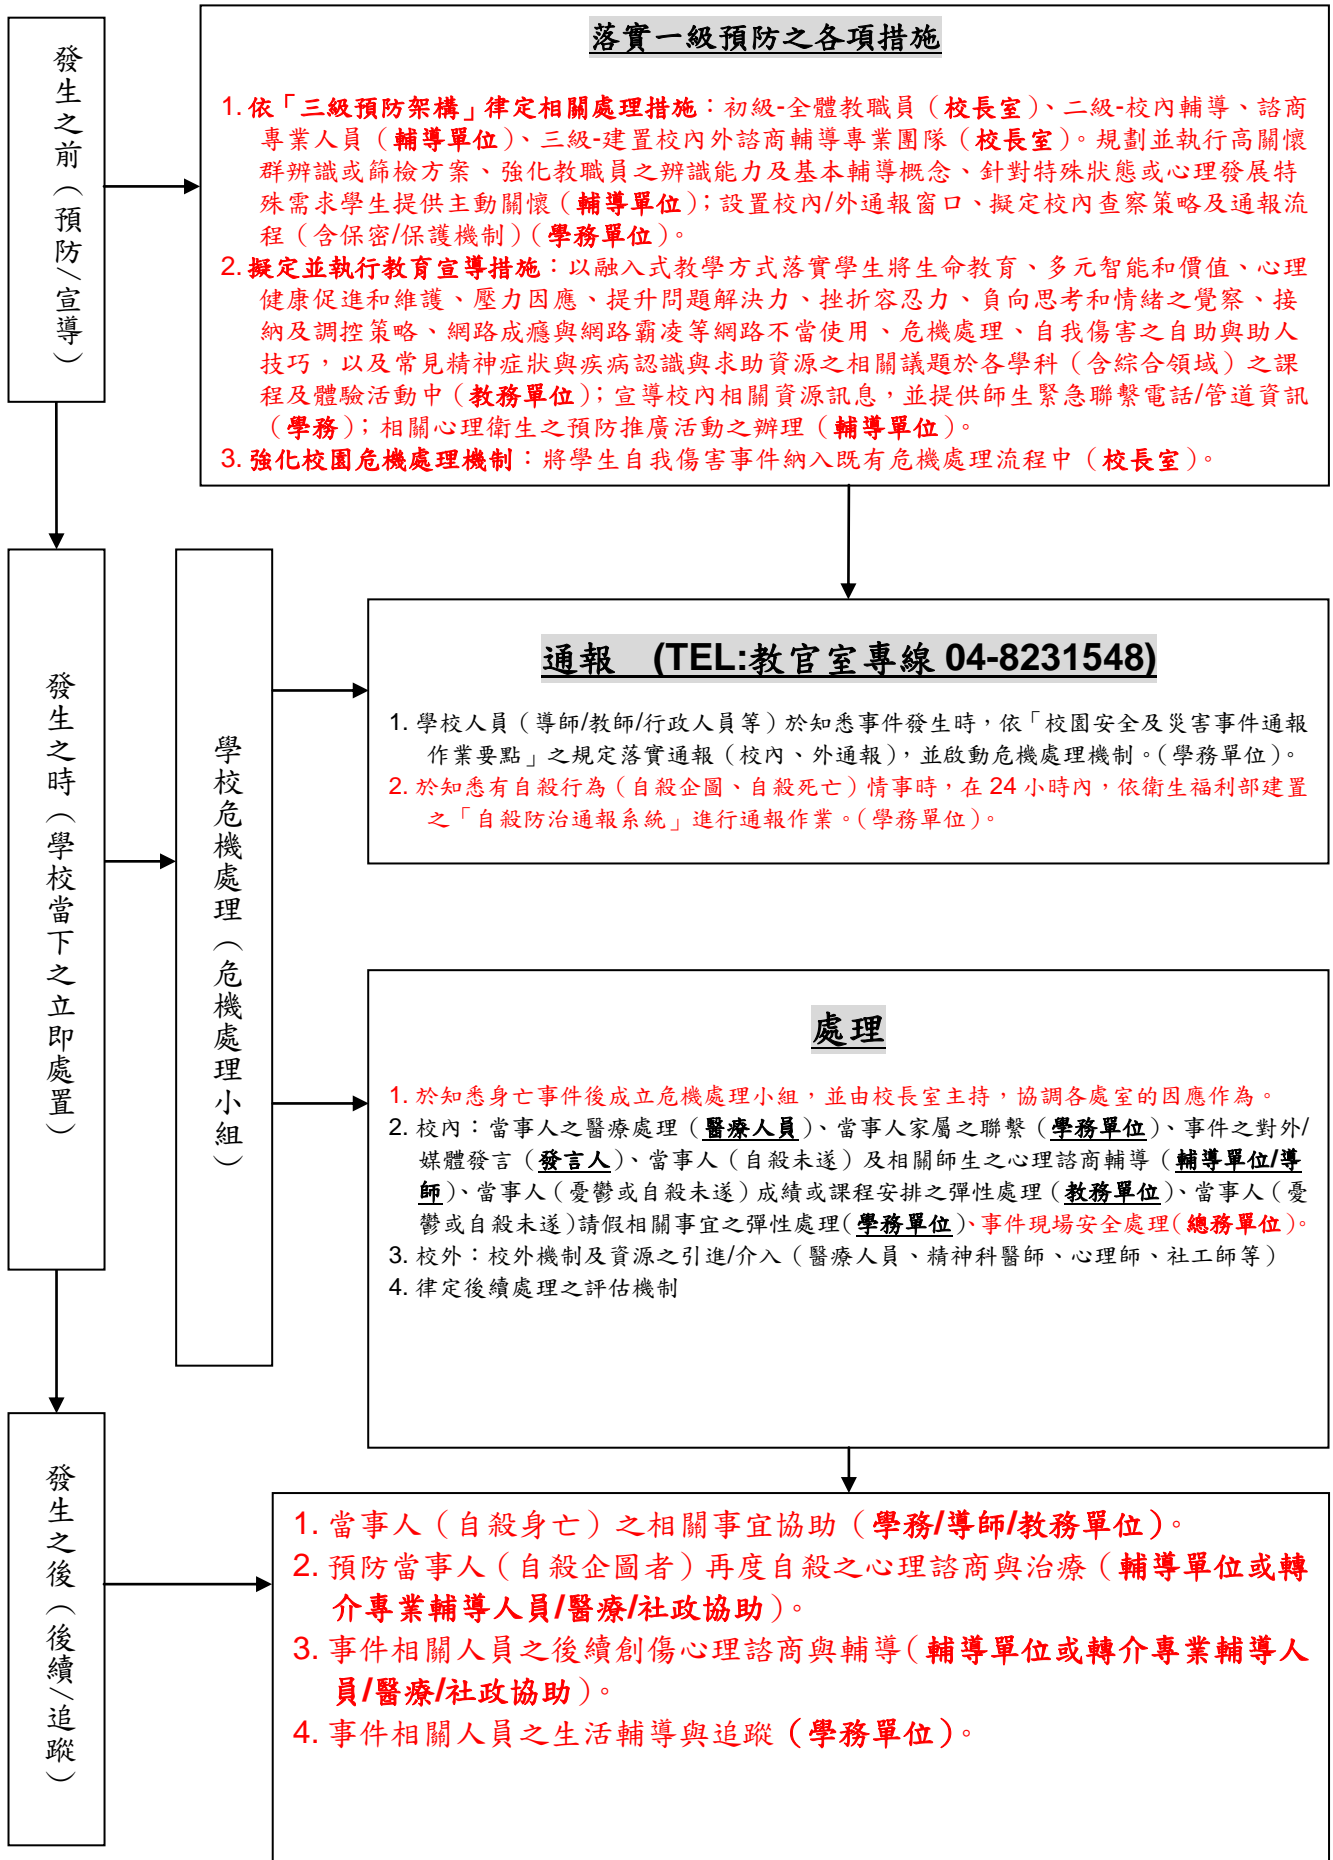 發生之前（預防/宣導）
落實一級預防之各項措施
1. 依「三級預防架構」律定相關處理措施：初級-全體教職員（校長室）、二級-校內輔導、諮商
專業人員（輔導單位）、三級-建置校內外諮商輔導專業團隊（校長室）。規劃並執行高關懷
群辨識或篩檢方案、強化教職員之辨識能力及基本輔導概念、針對特殊狀態或心理發展特
殊需求學生提供主動關懷（輔導單位）；設置校內/外通報窗口、擬定校內查察策略及通報流
程（含保密/保護機制）（學務單位）。
2. 擬定並執行教育宣導措施：以融入式教學方式落實學生將生命教育、多元智能和價值、心理
健康促進和維護、壓力因應、提升問題解決力、挫折容忍力、負向思考和情緒之覺察、接
納及調控策略、網路成癮與網路霸凌等網路不當使用、危機處理、自我傷害之自助與助人
技巧，以及常見精神症狀與疾病認識與求助資源之相關議題於各學科（含綜合領域）之課
程及體驗活動中（教務單位）；宣導校內相關資源訊息，並提供師生緊急聯繫電話/管道資訊
（學務）；相關心理衛生之預防推廣活動之辦理（輔導單位）。
3. 強化校園危機處理機制：將學生自我傷害事件納入既有危機處理流程中（校長室）。
發生之時（學校當下之立即處置）
學校危機處理（危機處理小組）
通報 (TEL:教官室專線 04-8231548)
1. 學校人員（導師/教師/行政人員等）於知悉事件發生時，依「校園安全及災害事件通報
作業要點」之規定落實通報（校內、外通報），並啟動危機處理機制。（學務單位）。
2. 於知悉有自殺行為（自殺企圖、自殺死亡）情事時，在 24 小時內，依衛生福利部建置
之「自殺防治通報系統」進行通報作業。（學務單位）。
處理
1. 於知悉身亡事件後成立危機處理小組，並由校長室主持，協調各處室的因應作為。
2. 校內：當事人之醫療處理（醫療人員）、當事人家屬之聯繫（學務單位）、事件之對外/
媒體發言（發言人）、當事人（自殺未遂）及相關師生之心理諮商輔導（輔導單位/導
師）、當事人（憂鬱或自殺未遂）成績或課程安排之彈性處理（教務單位）、當事人（憂
鬱或自殺未遂）請假相關事宜之彈性處理（學務單位）、事件現場安全處理（總務單位）。
3. 校外：校外機制及資源之引進/介入（醫療人員、精神科醫師、心理師、社工師等）
4. 律定後續處理之評估機制
發生之後（後續/追蹤）
1. 當事人（自殺身亡）之相關事宜協助（學務/導師/教務單位）。
2. 預防當事人（自殺企圖者）再度自殺之心理諮商與治療（輔導單位或轉
介專業輔導人員/醫療/社政協助）。
3. 事件相關人員之後續創傷心理諮商與輔導（輔導單位或轉介專業輔導人
員/醫療/社政協助）。
4. 事件相關人員之生活輔導與追蹤（學務單位）。